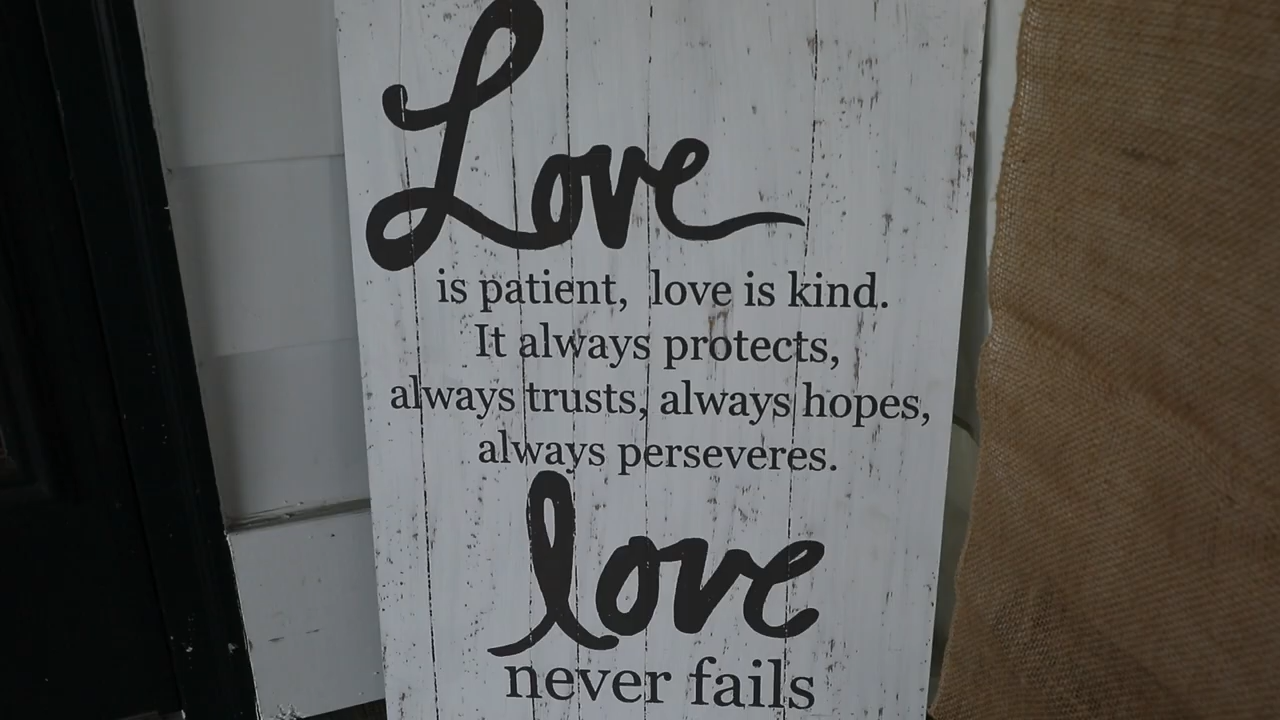 Love
is patient, love is kind.
It always protects,
always trusts, always hopes,
always perseveres.
love
never fails